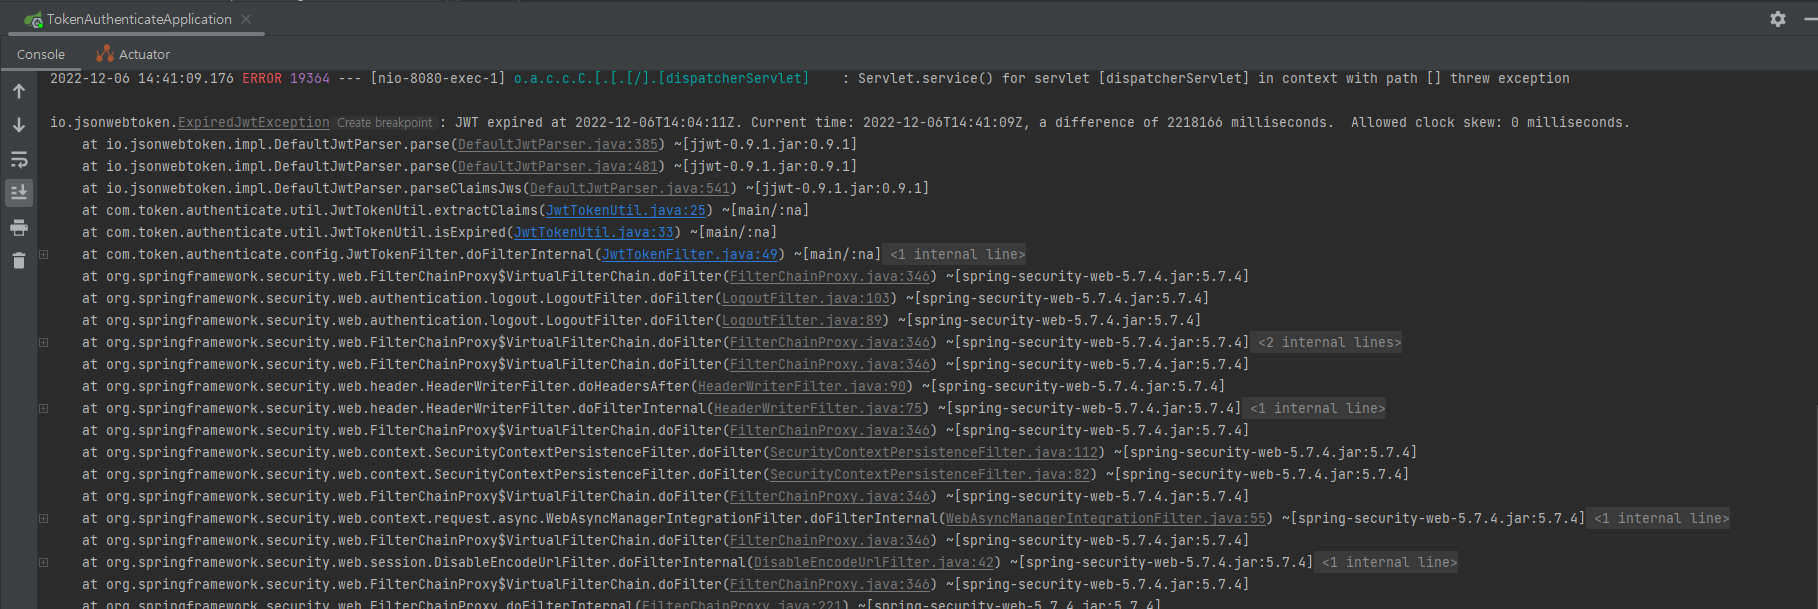 TokenAuthenticateApplication
Console Actuator
2022-12-06 14:41:09.176 ERROR 19364 --- [nio-8080-exec-1] o.a.c.c.C.[.[.[/].[dispatcherServlet] : Servlet.service() for servlet [dispatcherServlet] in context with path [] threw exception
io.jsonwebtoken.ExpiredJwtException Create breakpoint : JWT expired at 2022-12-06T14:04:11Z. Current time: 2022-12-06T14:41:09Z, a difference of 2218166 milliseconds. Allowed clock skew: 0 milliseconds.
at io.jsonwebtoken.impl.DefaultJwtParser.parse(DefaultJwtParser.java:385) ~[jjwt-0.9.1.jar:0.9.1]
at io.jsonwebtoken.impl.DefaultJwtParser.parse(DefaultJwtParser.java:481) ~[jjwt-0.9.1.jar:0.9.1]
at io.jsonwebtoken.impl.DefaultJwtParser.parseClaimsJws(DefaultJwtParser.java:541) ~[jjwt-0.9.1.jar:0.9.1]
at com.token.authenticate.util.JwtTokenUtil.extractClaims(JwtTokenUtil.java:25) ~[main/:na]
at com.token.authenticate.util.JwtTokenUtil.isExpired(JwtTokenUtil.java:33) ~[main/:na]
at com.token.authenticate.config.JwtTokenFilter.doFilterInternal(JwtTokenFilter.java:49) ~[main/:na] <1 internal line>
at org.springframework.security.web.FilterChainProxy$VirtualFilterChain.doFilter(FilterChainProxy.java:346) ~[spring-security-web-5.7.4.jar:5.7.4]
at org.springframework.security.web.authentication.logout.LogoutFilter.doFilter(LogoutFilter.java:103) ~[spring-security-web-5.7.4.jar:5.7.4]
at org.springframework.security.web.authentication.logout.LogoutFilter.doFilter(LogoutFilter.java:89) ~[spring-security-web-5.7.4.jar:5.7.4]
at org.springframework.security.web.FilterChainProxy$VirtualFilterChain.doFilter(FilterChainProxy.java:346) ~[spring-security-web-5.7.4.jar:5.7.4] <2 internal lines>
at org.springframework.security.web.FilterChainProxy$VirtualFilterChain.doFilter(FilterChainProxy.java:346) ~[spring-security-web-5.7.4.jar:5.7.4]
at org.springframework.security.web.header.HeaderWriterFilter.doHeadersAfter(HeaderWriterFilter.java:90) ~[spring-security-web-5.7.4.jar:5.7.4]
at org.springframework.security.web.header.HeaderWriterFilter.doFilterInternal(HeaderWriterFilter.java:75) ~[spring-security-web-5.7.4.jar:5.7.4] <1 internal line>
at org.springframework.security.web.FilterChainProxy$VirtualFilterChain.doFilter(FilterChainProxy.java:346) ~[spring-security-web-5.7.4.jar:5.7.4]
at org.springframework.security.web.context.SecurityContextPersistenceFilter.doFilter(SecurityContextPersistenceFilter.java:112) ~[spring-security-web-5.7.4.jar:5.7.4]
at org.springframework.security.web.context.SecurityContextPersistenceFilter.doFilter(SecurityContextPersistenceFilter.java:82) ~[spring-security-web-5.7.4.jar:5.7.4]
at org.springframework.security.web.FilterChainProxy$VirtualFilterChain.doFilter(FilterChainProxy.java:346) ~[spring-security-web-5.7.4.jar:5.7.4]
at org.springframework.security.web.context.request.async.WebAsyncManagerIntegrationFilter.doFilterInternal(WebAsyncManagerIntegrationFilter.java:55) ~[spring-security-web-5.7.4.jar:5.7.4] <1 internal line>
at org.springframework.security.web.FilterChainProxy$VirtualFilterChain.doFilter(FilterChainProxy.java:346) ~[spring-security-web-5.7.4.jar:5.7.4]
at org.springframework.security.web.session.DisableEncodeUrlFilter.doFilterInternal(DisableEncodeUrlFilter.java:42) ~[spring-security-web-5.7.4.jar:5.7.4] <1 internal line>
at org.springframework.security.web.FilterChainProxy$VirtualFilterChain.doFilter(FilterChainProxy.java:346) ~[spring-security-web-5.7.4.jar:5.7.4]
at org.springframework.security.web.FilterChainProxy.doFilterInternal(FilterChainProxy.java:221) ~[spring-security-web-5.7.4.jar:5.7.4]